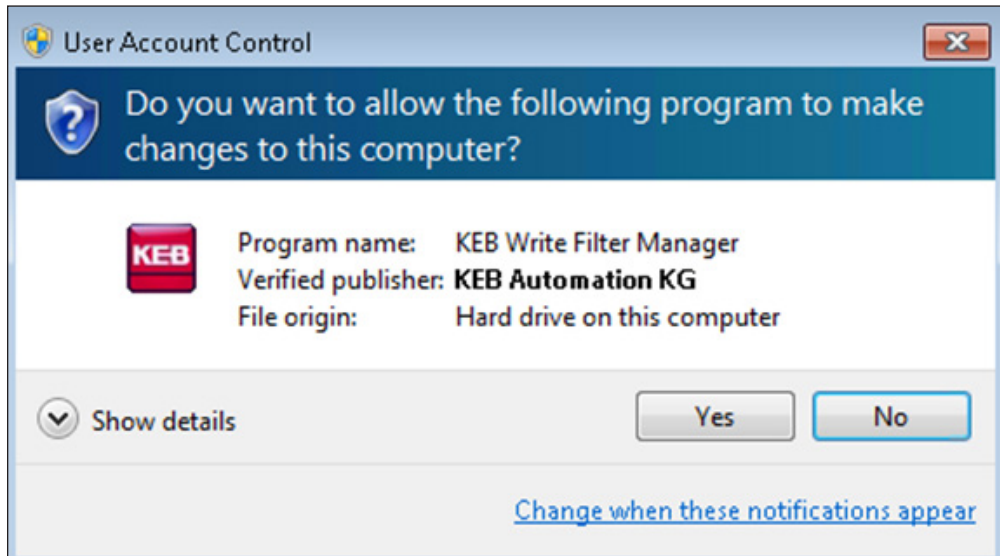 User Account Control
Do you want to allow the following program to make
changes to this computer?
KEB
Program name: KEB Write Filter Manager
Verified publisher: KEB Automation KG
File origin: Hard drive on this computer
Show details
Yes No
Change when these notifications appear